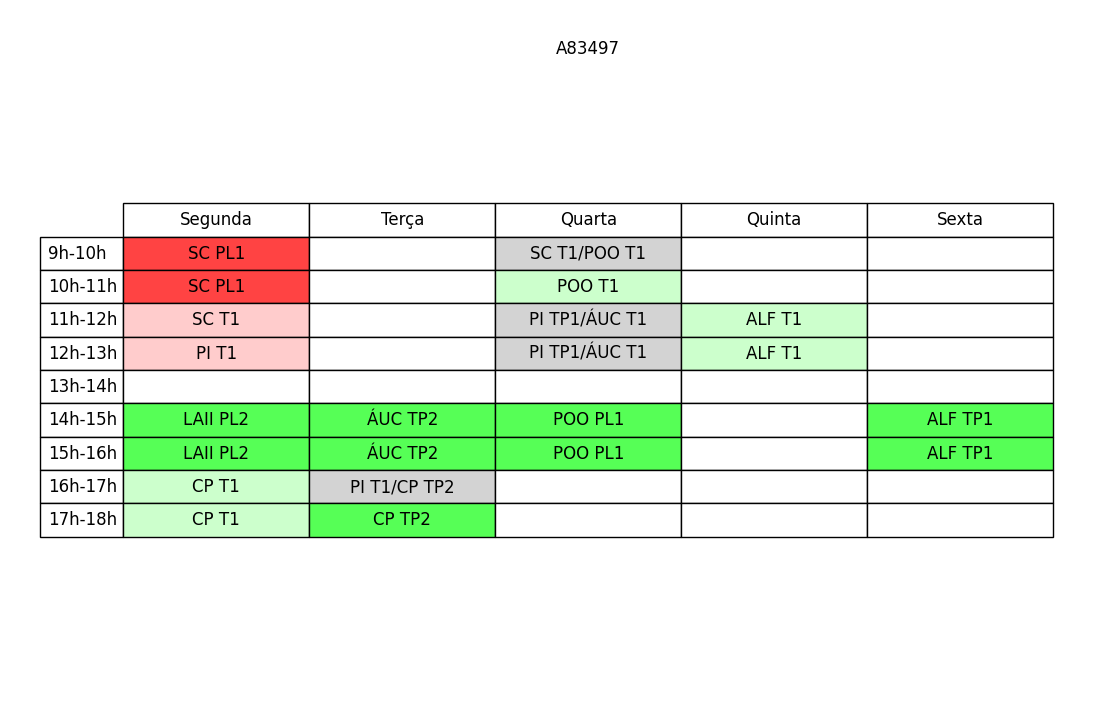 A83497
Segunda Terça Quarta Quinta Sexta
9h-10h SC PL1 SC T1/POO T1
10h-11h SC PL1 POO T1
11h-12h SC T1 PI TP1/ÁUC T1 ALF T1
12h-13h PI T1 PI TP1/ÁUC T1 ALF T1
13h-14h
14h-15h LAII PL2 ÁUC TP2 POO PL1 ALF TP1
15h-16h LAII PL2 ÁUC TP2 POO PL1 ALF TP1
16h-17h CP T1 PI T1/CP TP2
17h-18h CP T1 CP TP2